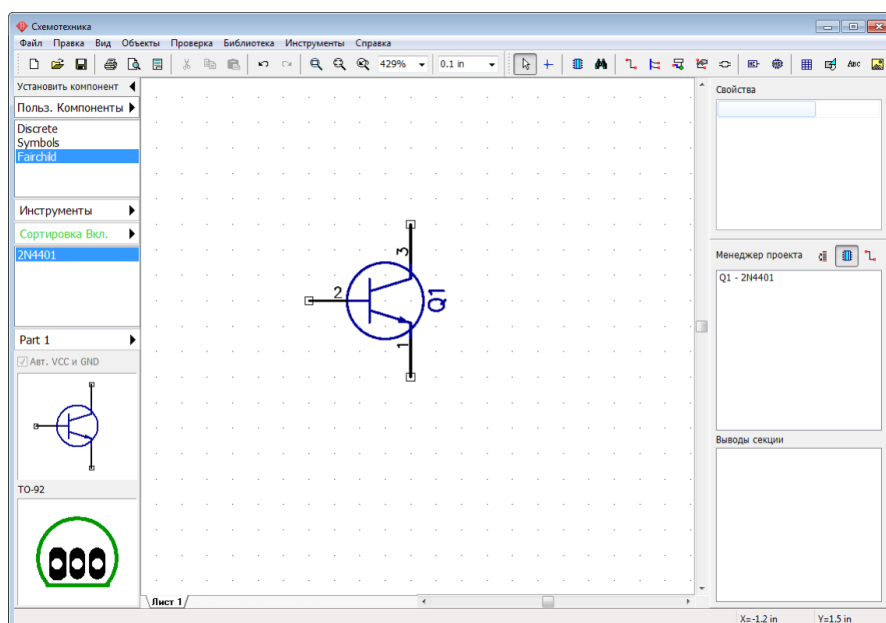 Схемотехника
Файл Правка Вид Объекты Проверка Библиотека Инструменты Справка
429% 0.1 in Abc
Установить компонент
Польз. Компоненты
Discrete
Symbols
Fairchild
Инструменты
Сортировка Вкл.
2N4401
Part 1
Авт. VCC и GND
TO-92
3
2
Q1
1
Лист 1
Свойства
Менеджер проекта
Q1 - 2N4401
Выводы секции
X=-1.2 in Y=1.5 in